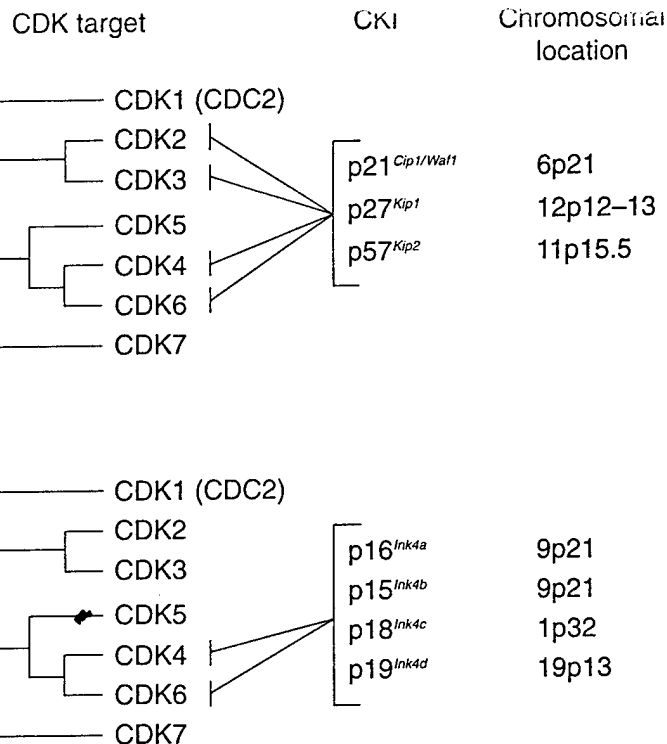 CDK target CKI Chromosomal
location
CDK1 (CDC2)
CDK2
CDK3
CDK5
CDK4
CDK6
CDK7
p21Cip1/Waf1 6p21
p27Kip1 12p12–13
p57Kip2 11p15.5
CDK1 (CDC2)
CDK2
CDK3
CDK5
CDK4
CDK6
CDK7
p16Ink4a 9p21
p15Ink4b 9p21
p18Ink4c 1p32
p19Ink4d 19p13